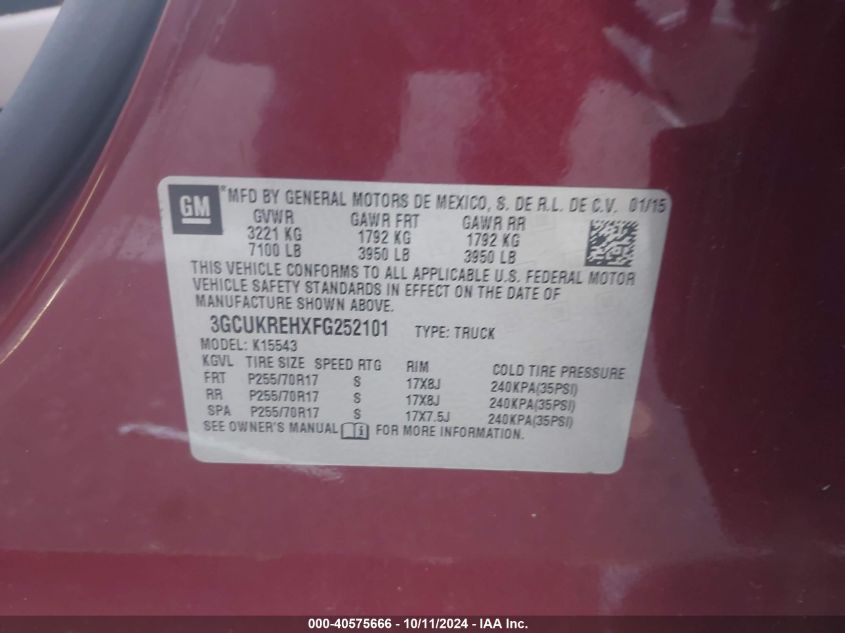 GM ®MFD BY GENERAL MOTORS DE MEXICO, S. DE R.L. DE C.V. 01/15
GVWR GAWR FRT GAWR RR
3221 KG 1792 KG 1792 KG
7100 LB 3950 LB 3950 LB
THIS VEHICLE CONFORMS TO ALL APPLICABLE U.S. FEDERAL MOTOR
VEHICLE SAFETY STANDARDS IN EFFECT ON THE DATE OF
MANUFACTURE SHOWN ABOVE.
3GCUKREHXFG252101 TYPE: TRUCK
MODEL: K15543
KGVL TIRE SIZE SPEED RTG RIM COLD TIRE PRESSURE
FRT P255/70R17 S 17X8J 240KPA(35PSI)
RR P255/70R17 S 17X8J 240KPA(35PSI)
SPA P255/70R17 S 17X7.5J 240KPA(35PSI)
SEE OWNER'S MANUAL FOR MORE INFORMATION.
000-40575666 - 10/11/2024 - IAA Inc.